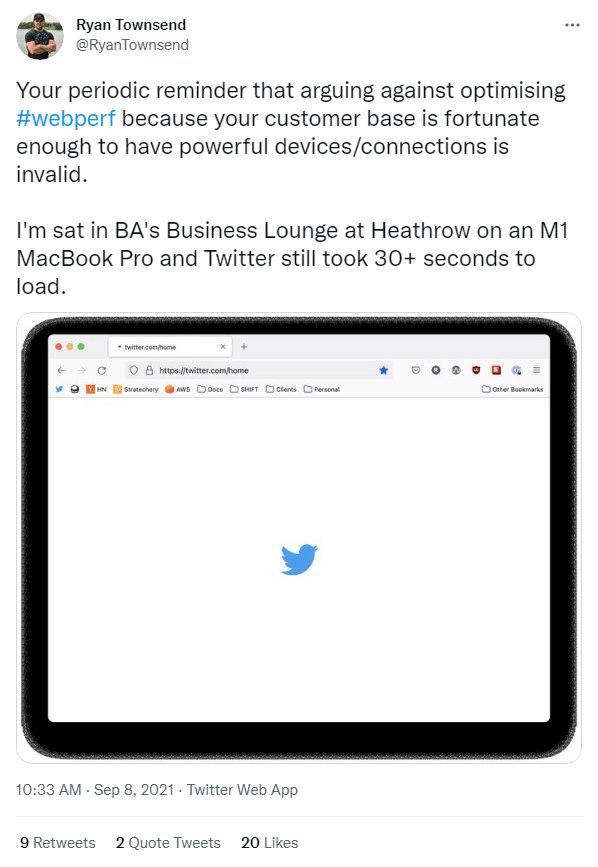 Ryan Townsend
@RyanTownsend
Your periodic reminder that arguing against optimising
#webperf because your customer base is fortunate
enough to have powerful devices/connections is
invalid.
I'm sat in BA's Business Lounge at Heathrow on an M1
MacBook Pro and Twitter still took 30+ seconds to
load.
twitter.com/home
https://twitter.com/home
HN Stratechery AWS Docs SHIFT Clients Personal Other Bookmarks
10:33 AM · Sep 8, 2021 · Twitter Web App
9 Retweets 2 Quote Tweets 20 Likes